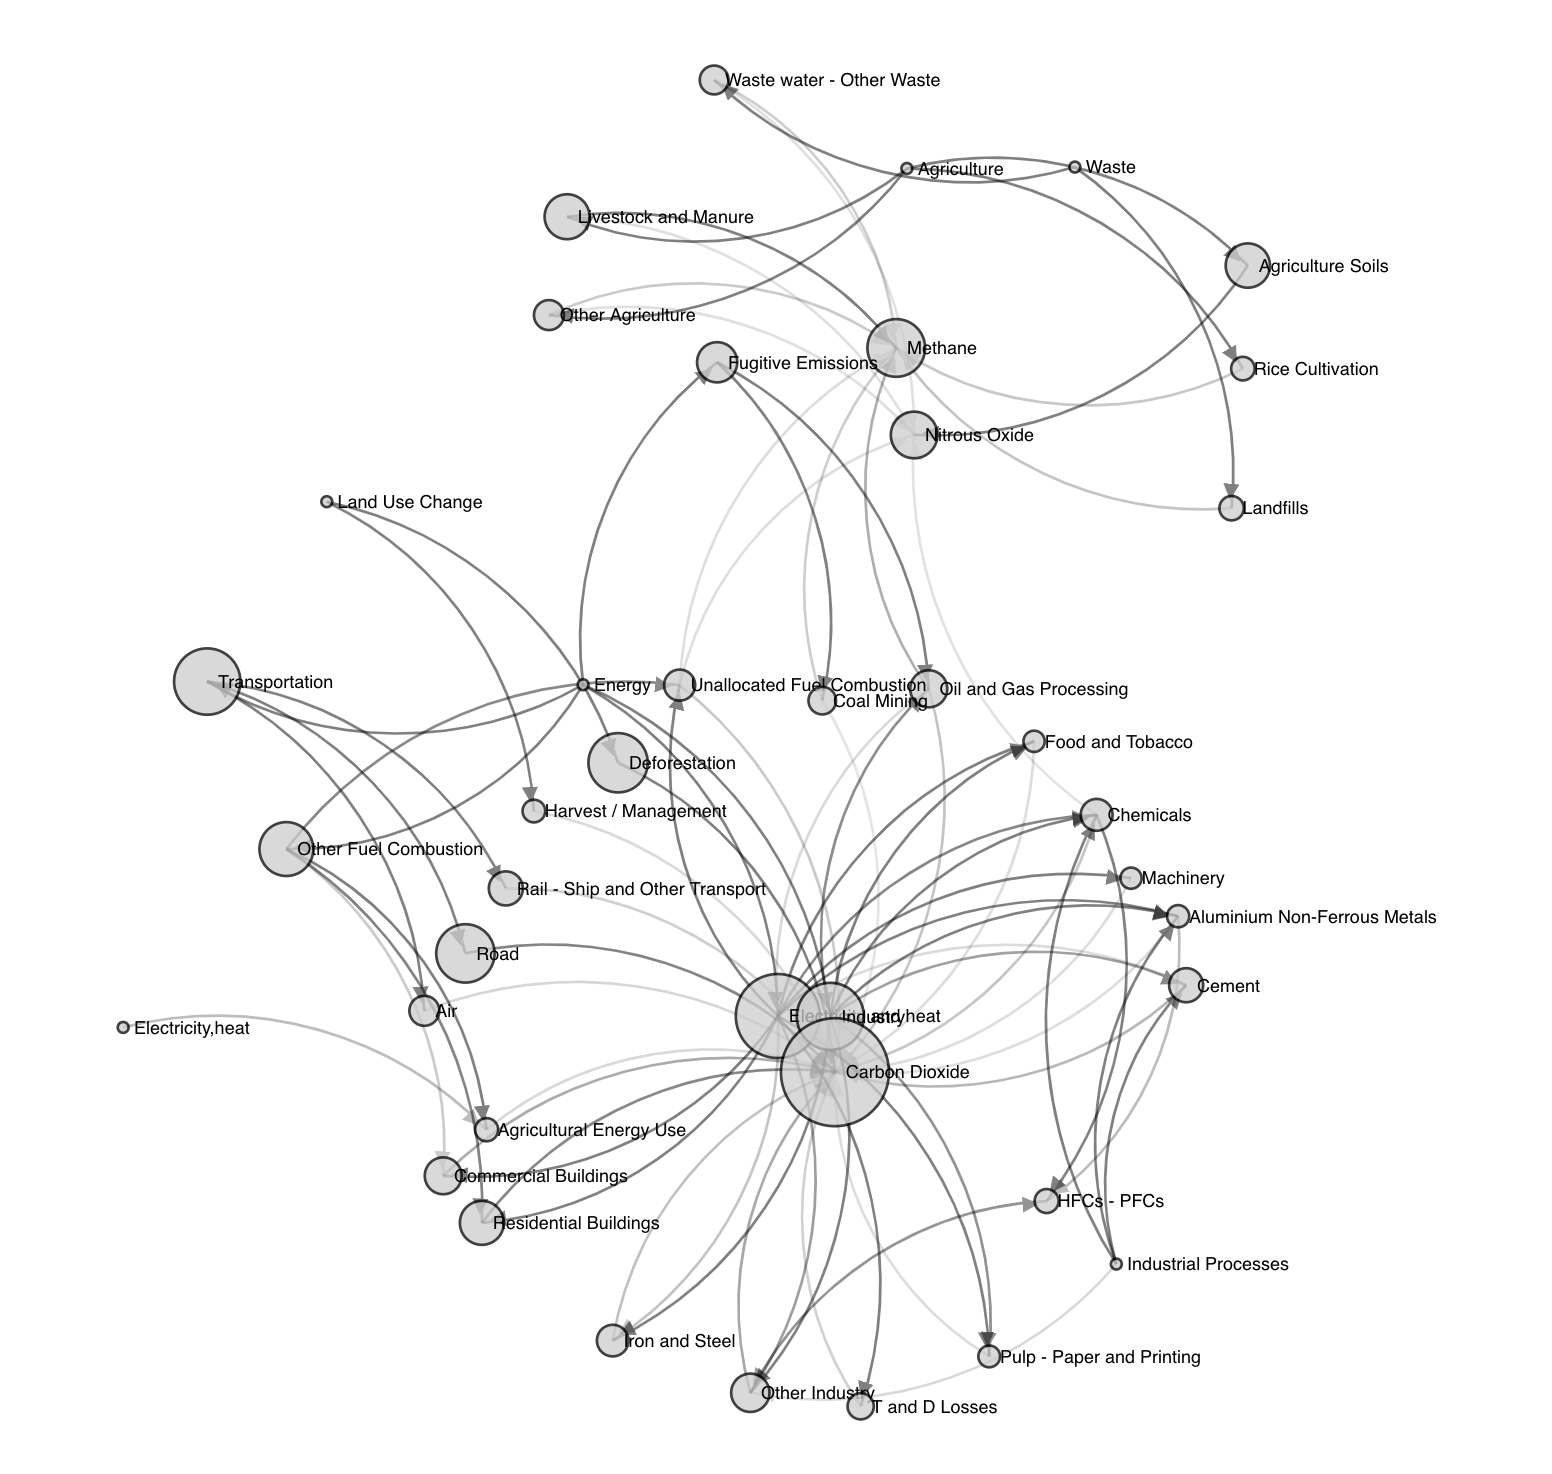 Waste water - Other Waste
Agriculture
Waste
Livestock and Manure
Agriculture Soils
Other Agriculture
Methane
Fugitive Emissions
Rice Cultivation
Nitrous Oxide
Land Use Change
Landfills
Transportation
Energy
Unallocated Fuel Combustion
Oil and Gas Processing
Coal Mining
Food and Tobacco
Deforestation
Harvest / Management
Chemicals
Other Fuel Combustion
Machinery
Rail - Ship and Other Transport
Aluminium Non-Ferrous Metals
Road
Cement
Air
Electricity and heat
Industry
Electricity,heat
Carbon Dioxide
Agricultural Energy Use
Commercial Buildings
HFCs - PFCs
Residential Buildings
Industrial Processes
Iron and Steel
Pulp - Paper and Printing
Other Industry
T and D Losses